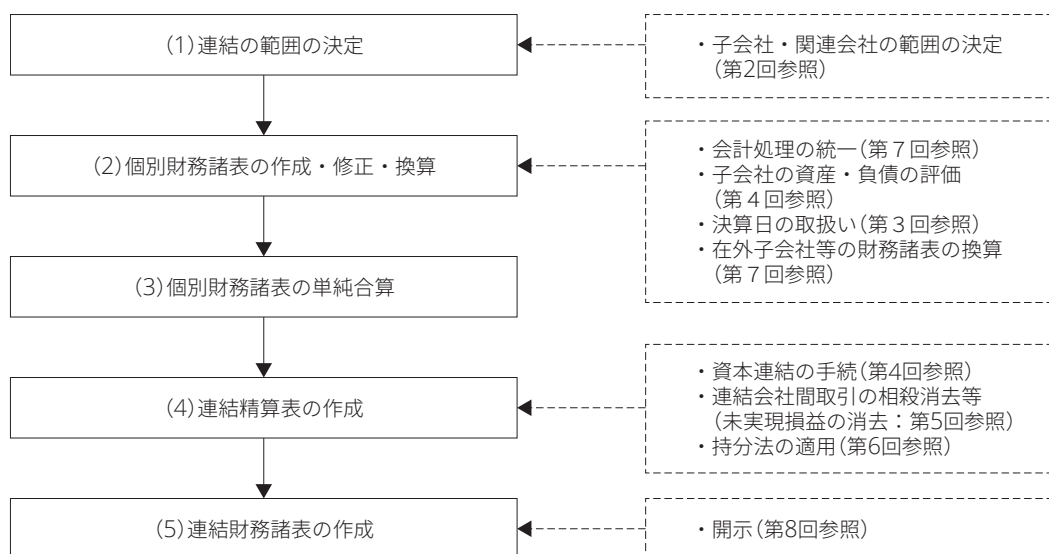 (1)連結の範囲の決定
・子会社・関連会社の範囲の決定
(第2回参照)
(2)個別財務諸表の作成・修正・換算
・会計処理の統一(第７回参照)
・子会社の資産・負債の評価
(第４回参照)
・決算日の取扱い(第３回参照)
・在外子会社等の財務諸表の換算
(第７回参照)
(3)個別財務諸表の単純合算
(4)連結精算表の作成
・資本連結の手続(第4回参照)
・連結会社間取引の相殺消去等
(未実現損益の消去：第5回参照)
・持分法の適用(第6回参照)
(5)連結財務諸表の作成
・開示(第8回参照)